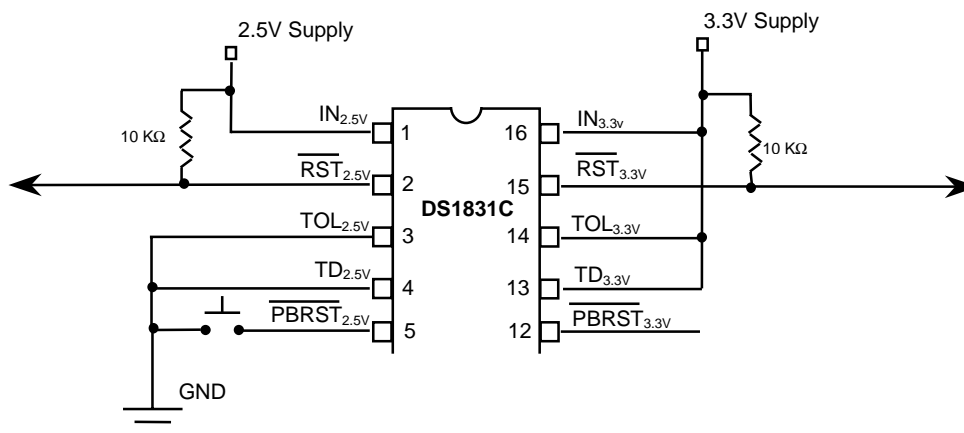 2.5V Supply
3.3V Supply
IN2.5V
1
16
IN3.3v
10 KΩ
10 KΩ
RST2.5V
2
15
RST3.3V
DS1831C
TOL2.5V
3
14
TOL3.3V
TD2.5V
4
13
TD3.3V
PBRST2.5V
5
12
PBRST3.3V
GND